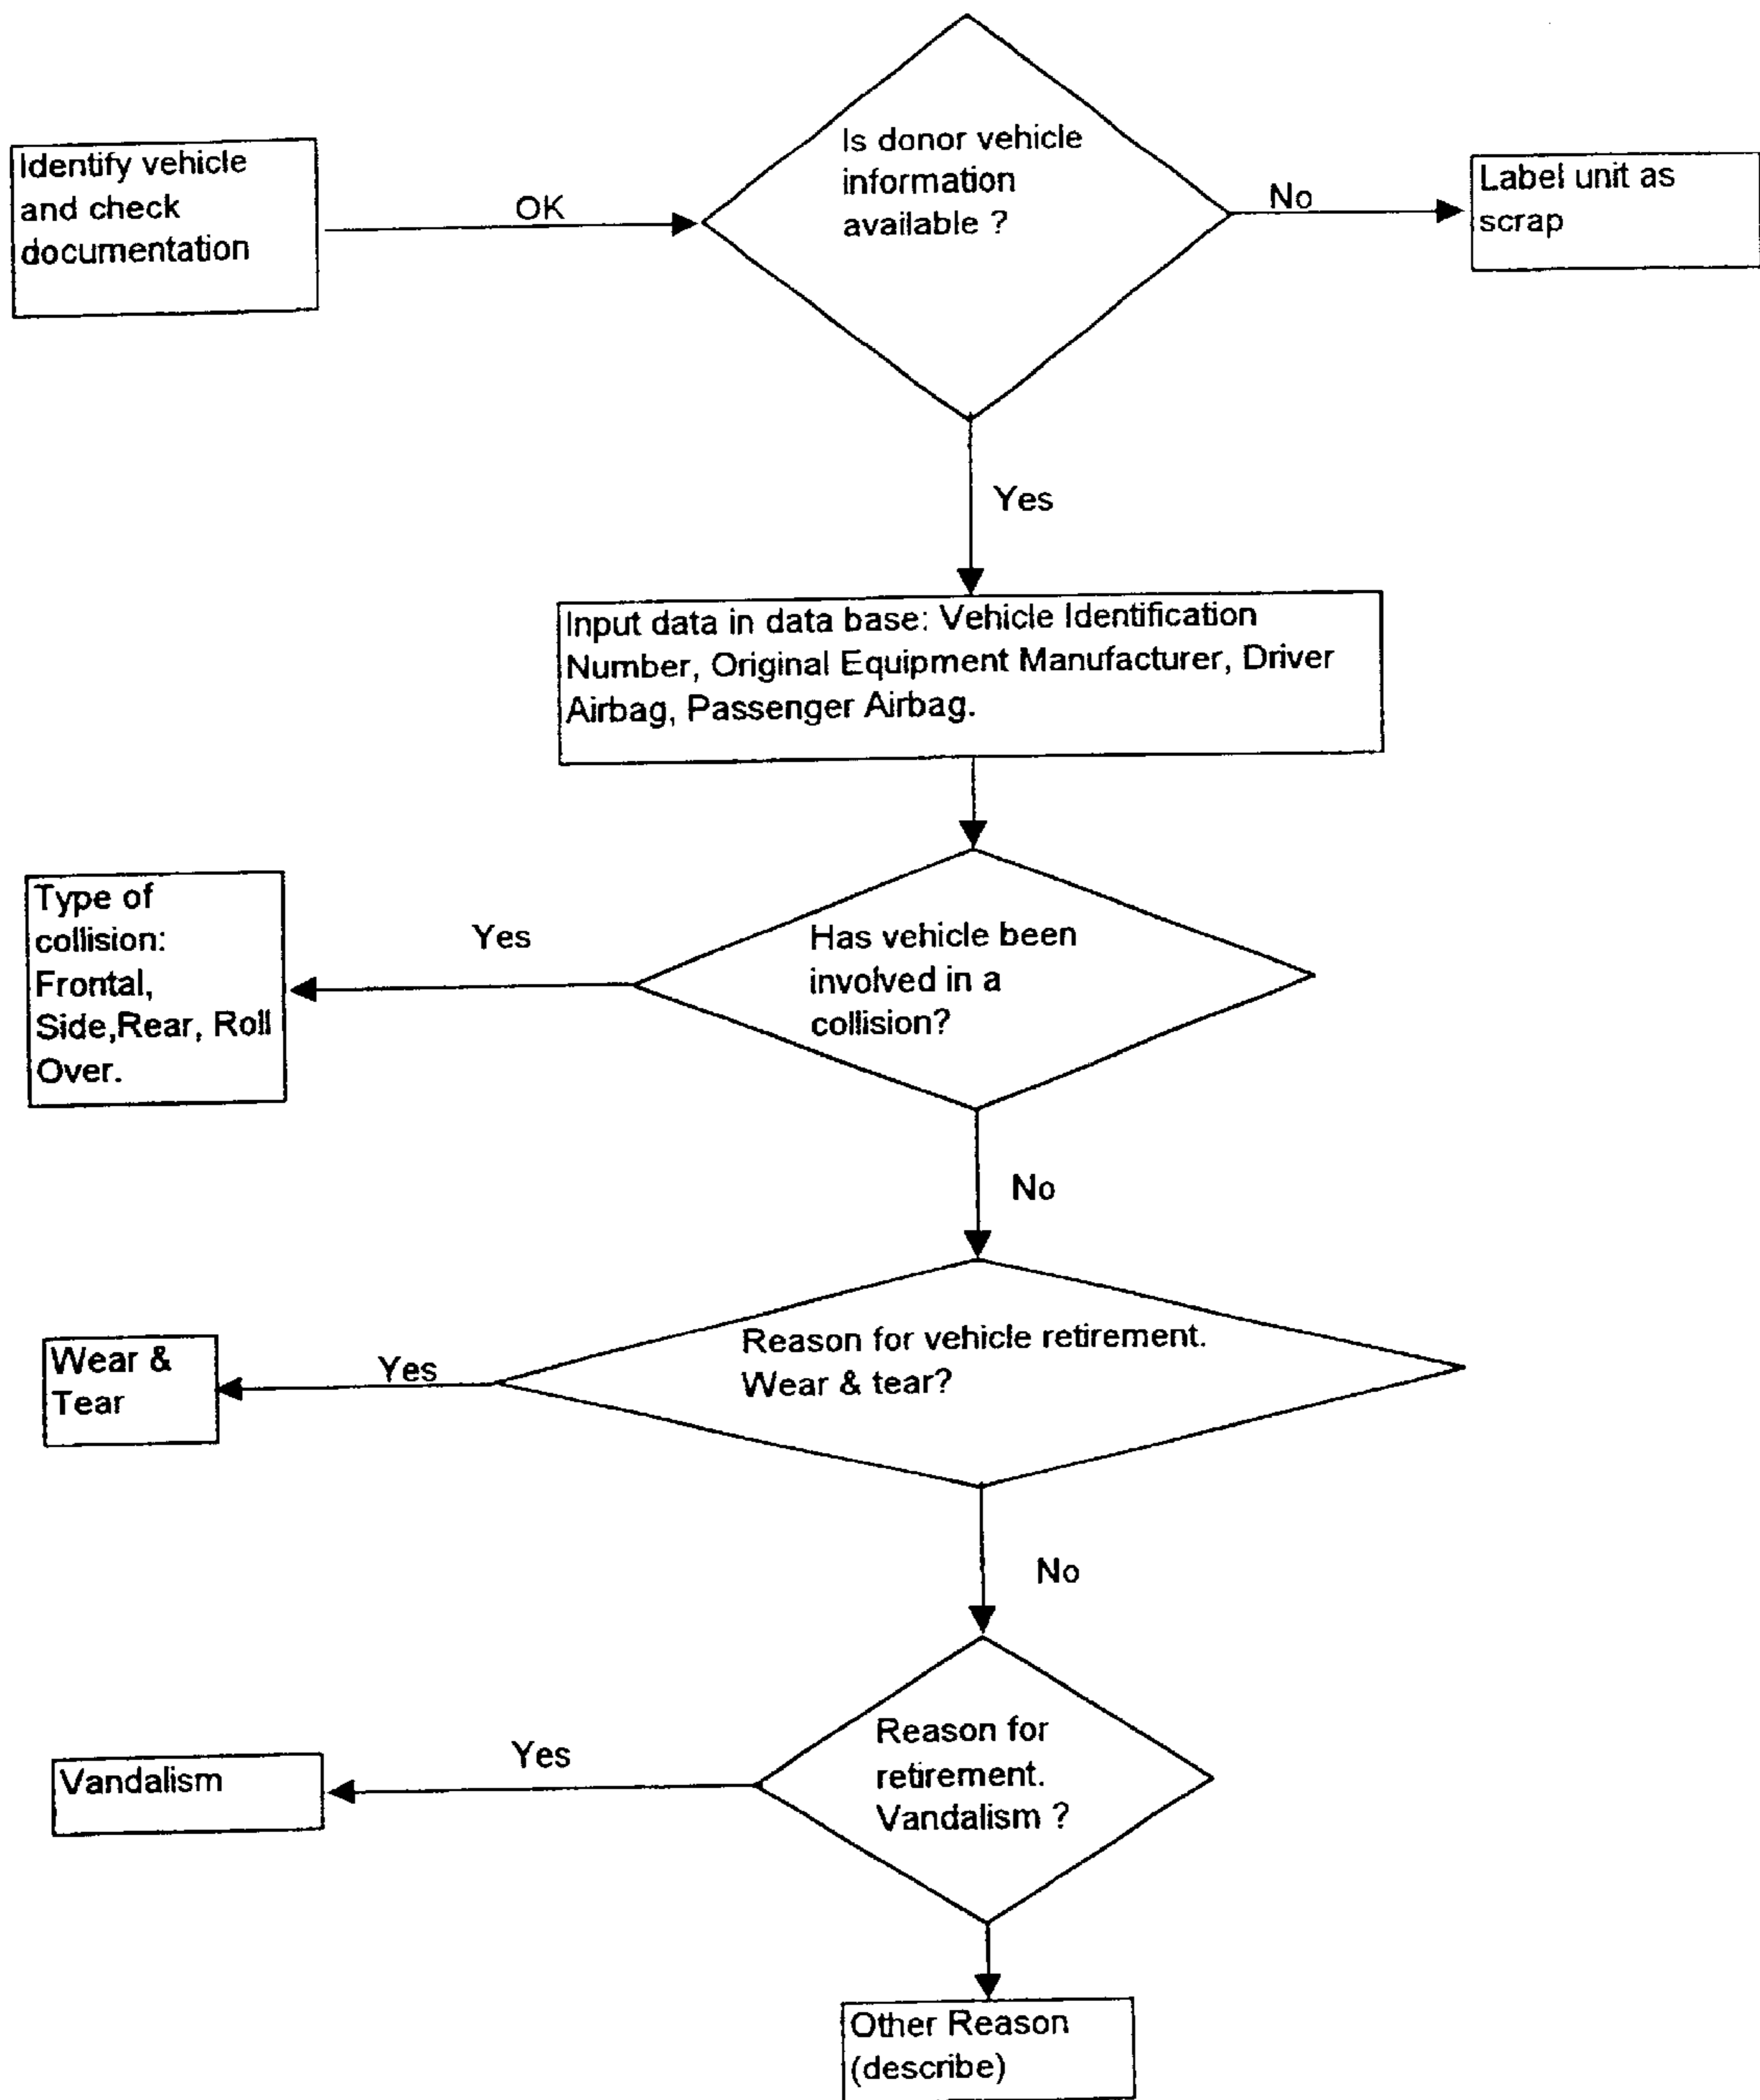 Identify vehicle
and check
documentation
OK
Is donor vehicle
information
available ?
No
Label unit as
scrap
Yes
Input data in data base: Vehicle Identification
Number, Original Equipment Manufacturer, Driver
Airbag, Passenger Airbag.
Type of
collision:
Frontal,
Side,Rear, Roll
Over.
Yes
Has vehicle been
involved in a
collision?
No
Wear &
Tear
Yes
Reason for vehicle retirement.
Wear & tear?
No
Vandalism
Yes
Reason for
retirement.
Vandalism ?
Other Reason
(describe)